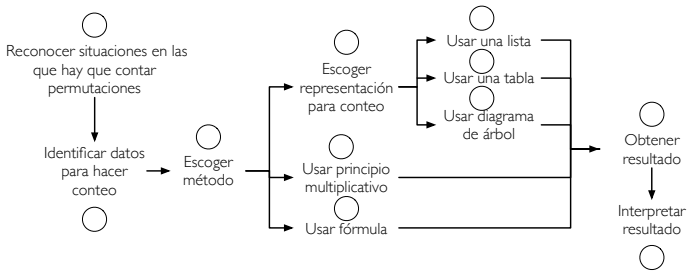 Reconocer situaciones en las
que hay que contar
permutaciones
Identificar datos
para hacer
conteo
Escoger
método
Escoger
representación
para conteo
Usar una lista
Usar una tabla
Usar diagrama
de árbol
Usar principio
multiplicativo
Usar fórmula
Obtener
resultado
Interpretar
resultado